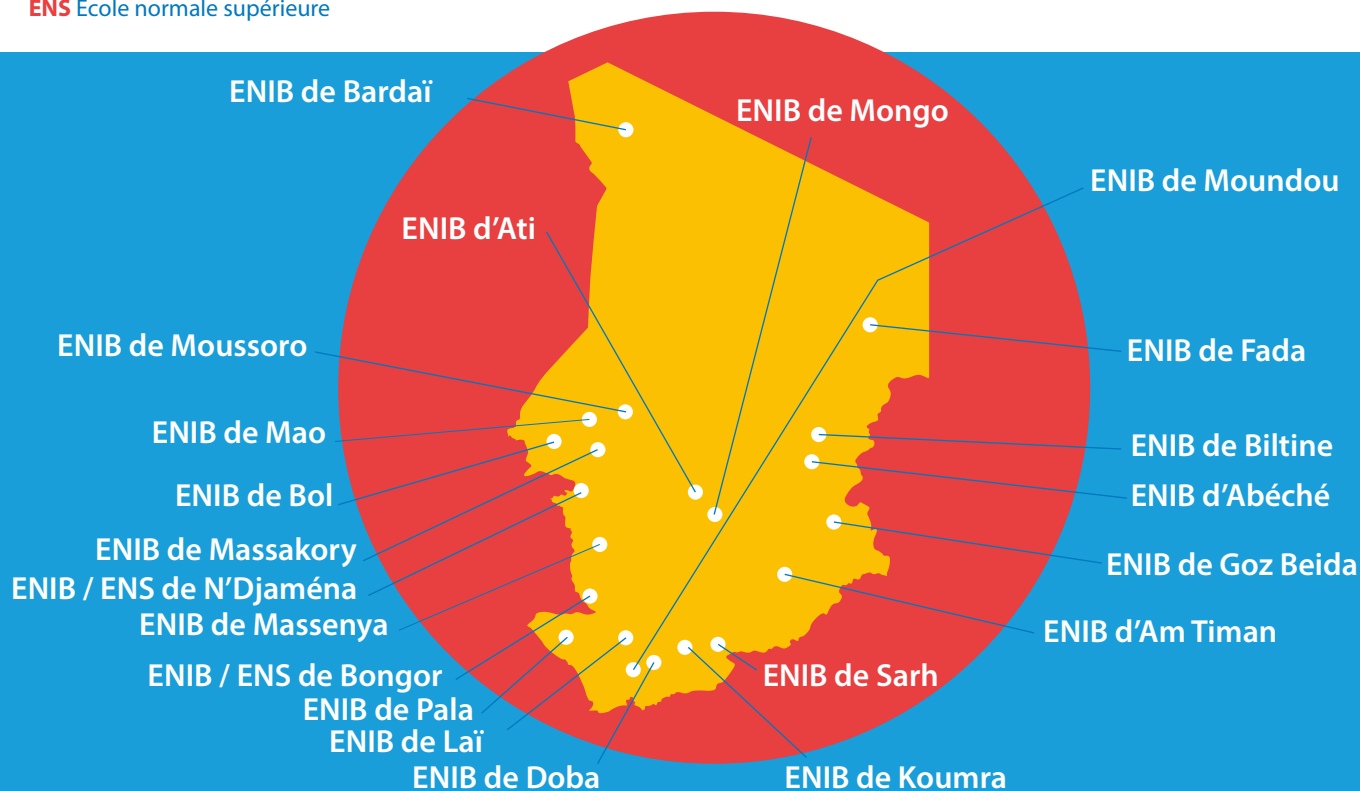 ENS Ecole normale supérieure
ENIB de Bardaï
ENIB de Mongo
ENIB de Moundou
ENIB d’Ati
ENIB de Moussoro
ENIB de Fada
ENIB de Mao
ENIB de Biltine
ENIB de Bol
ENIB d’Abéché
ENIB de Massakory
ENIB de Goz Beida
ENIB / ENS de N’Djaména
ENIB de Massenya
ENIB d’Am Timan
ENIB / ENS de Bongor
ENIB de Sarh
ENIB de Pala
ENIB de Laï
ENIB de Doba
ENIB de Koumra